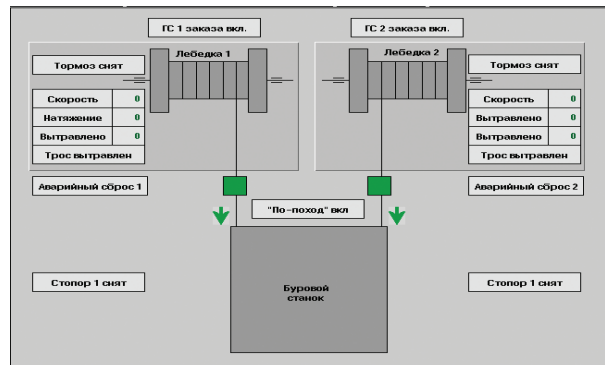 ГС 1 заказа вкл.
ГС 2 заказа вкл.
Лебедка 1
Тормоз снят
Скорость 0
Натяжение 0
Вытравлено 0
Трос вытравлен
Лебедка 2
Тормоз снят
Скорость 0
Вытравлено 0
Вытравлено 0
Трос вытравлен
Аварийный сброс 1
Аварийный сброс 2
"По-поход" вкл
Стопор 1 снят
Буровой
станок
Стопор 1 снят